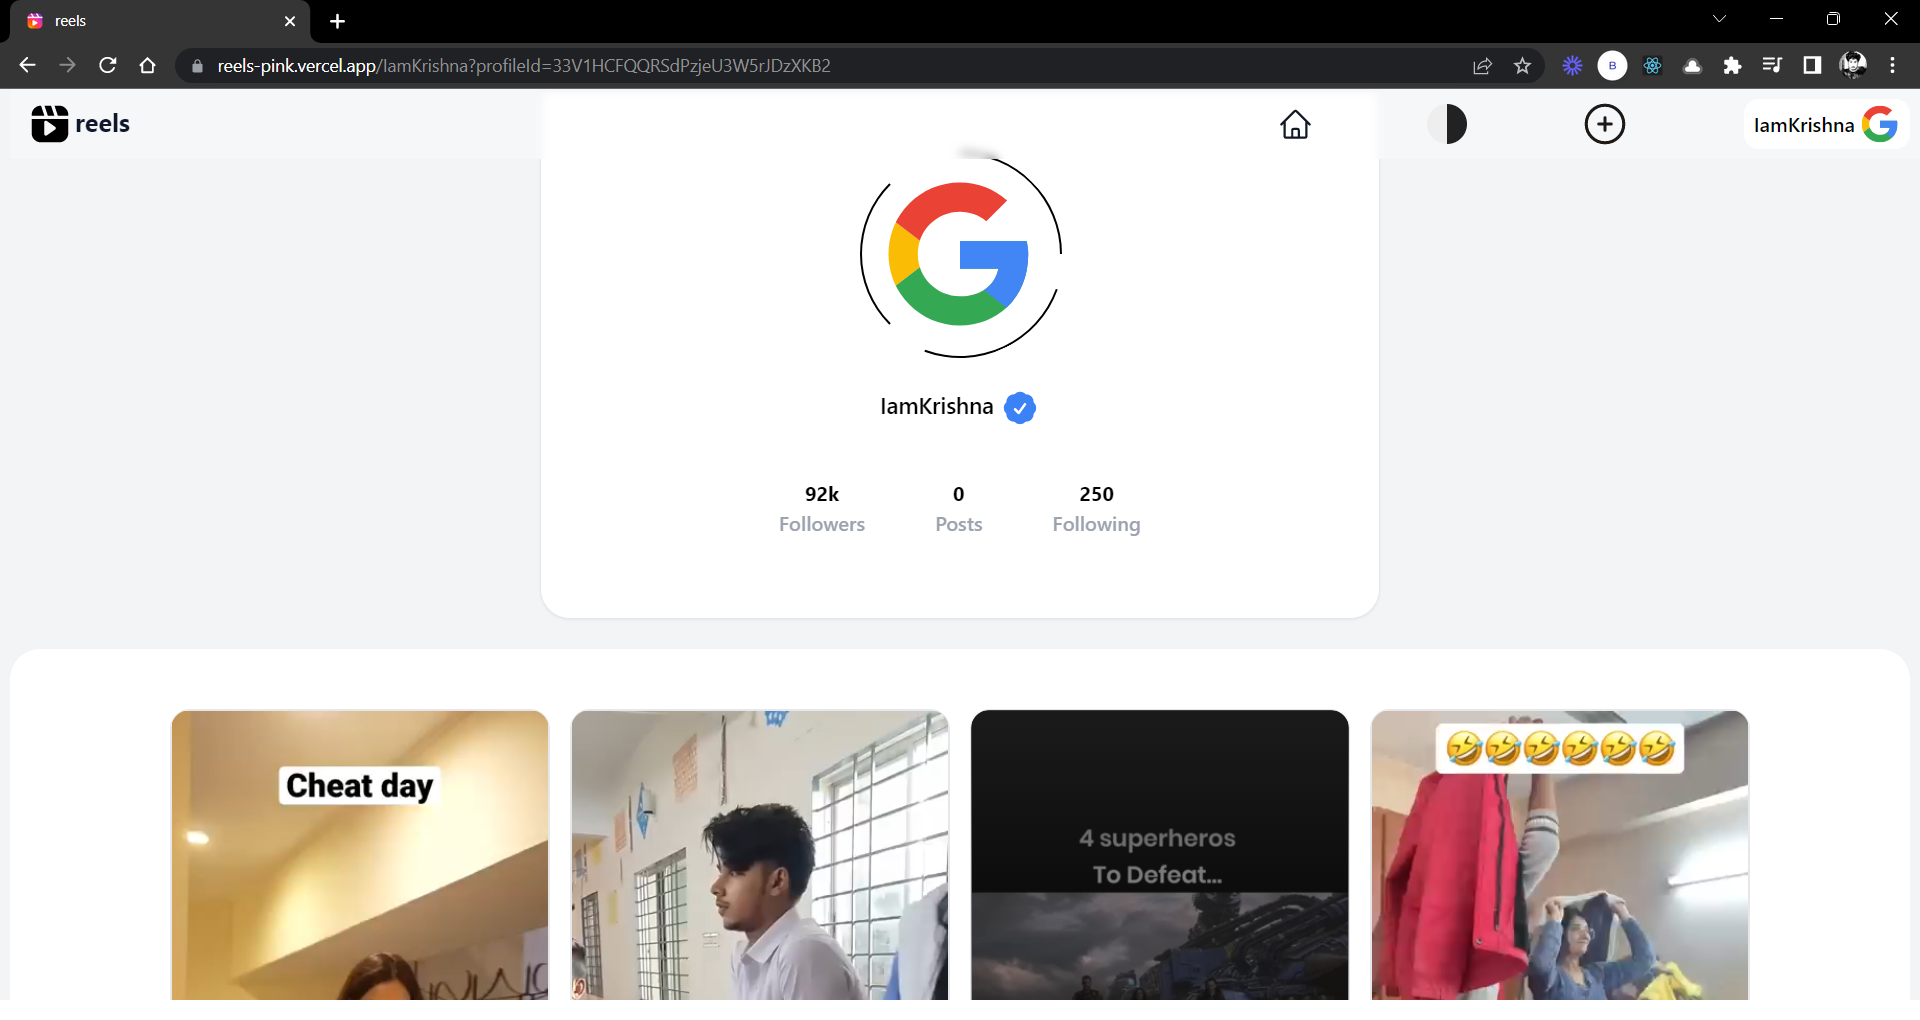 reels
reels-pink.vercel.app/IamKrishna?profileId=33V1HCFQQRSdPzjeU3W5rJDzXKB2
B
reels
IamKrishna
IamKrishna
92k
0
250
Followers
Posts
Following
Cheat day
4 superheros
To Defeat...